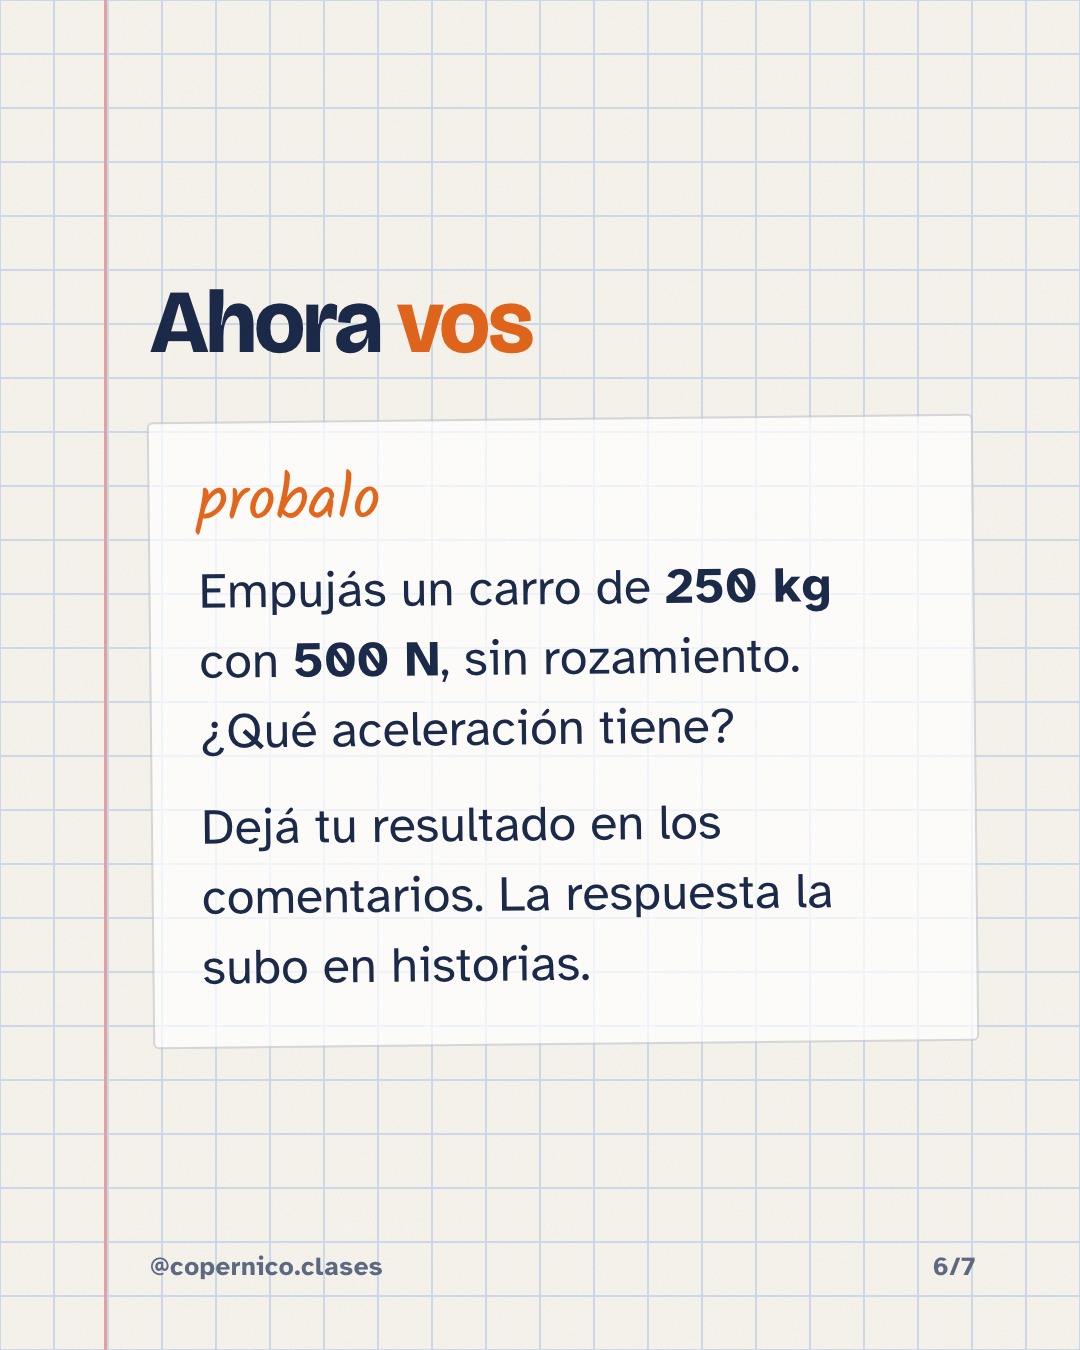 Ahora vos
probalo
Empujás un carro de 250 kg
con 500 N, sin rozamiento.
¿Qué aceleración tiene?
Dejá tu resultado en los
comentarios. La respuesta la
subo en historias.
@copernico.clases
6/7